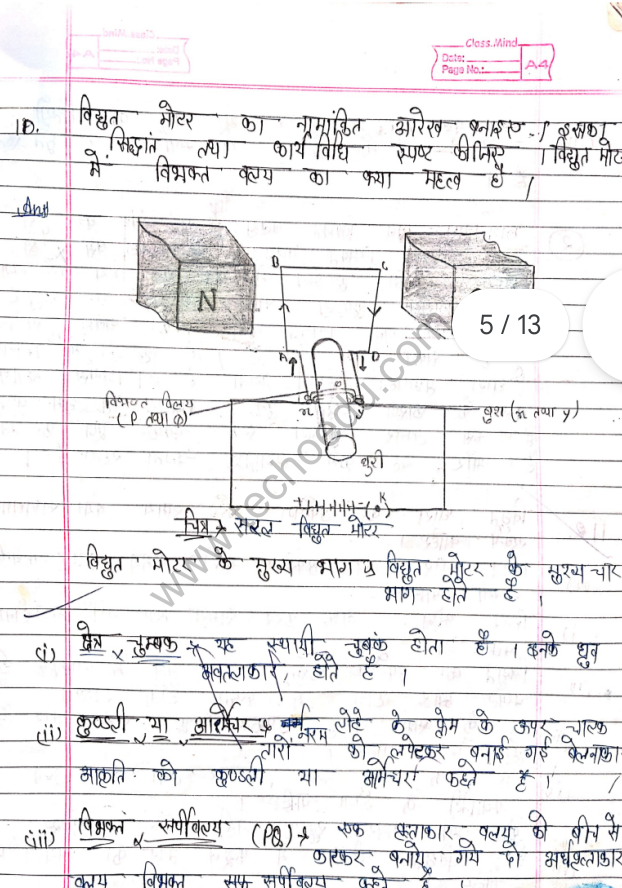 Class Mind
Date:
Page No.:
A4
10. विद्युत मोटर का नामांकित आरेख बनाइए । इसका
सिद्धांत तथा कार्यविधि स्पष्ट कीजिए । विद्युत मोटर
में विभक्त वलय का क्या महत्व है ।
Ans
N
B C
A D
5 / 13
विभक्त वलय
(P तथा Q)
x y
बुश (x तथा y)
धुरी
K
चित्र → सरल विद्युत मोटर
विद्युत मोटर के मुख्य भाग → विद्युत मोटर के मुख्य चार
भाग होते है ।
(i) क्षेत्र चुम्बक → यह स्थायी चुबंक होता है । इनके ध्रुव
अवतलाकार होते है ।
(ii) कुण्डली या आर्मेचर → नरम लोहे के फ्रेम के ऊपर चालक
तारों को लपेटकर बनाई गई बेलनाका
आकृति को कुण्डली या आर्मेचर कहते है ।
(iii) विभक्त सर्पीवलय (PQ) → एक वृत्ताकार वलय को बीच से
काटकर बनाये गये दो अर्धवृत्ताकार
वलय विभक्त सर्पीवलय कहते है
www.techoedu.com